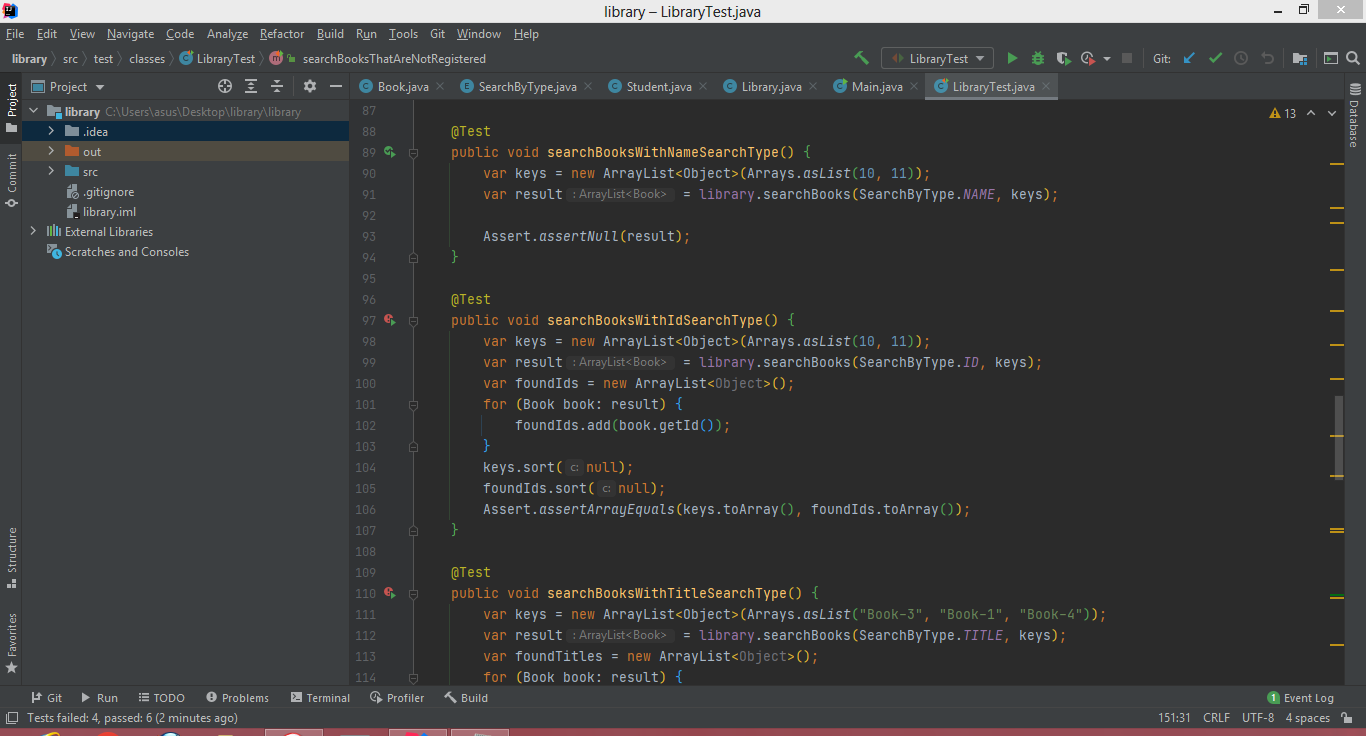 library – LibraryTest.java
File Edit View Navigate Code Analyze Refactor Build Run Tools Git Window Help
library src test classes LibraryTest m searchBooksThatAreNotRegistered LibraryTest Git:
Project
Book.java SearchByType.java Student.java Library.java Main.java LibraryTest.java
library C:\Users\asus\Desktop\library\library
.idea
out
src
.gitignore
library.iml
External Libraries
Scratches and Consoles
Project
Commit
Structure
Favorites
Database
13
87
88 @Test
89 public void searchBooksWithNameSearchType() {
90 var keys = new ArrayList<Object>(Arrays.asList(10, 11));
91 var result : ArrayList<Book> = library.searchBooks(SearchByType.NAME, keys);
92
93 Assert.assertNull(result);
94 }
95
96 @Test
97 public void searchBooksWithIdSearchType() {
98 var keys = new ArrayList<Object>(Arrays.asList(10, 11));
99 var result : ArrayList<Book> = library.searchBooks(SearchByType.ID, keys);
100 var foundIds = new ArrayList<Object>();
101 for (Book book: result) {
102 foundIds.add(book.getId());
103 }
104 keys.sort( c: null);
105 foundIds.sort( c: null);
106 Assert.assertArrayEquals(keys.toArray(), foundIds.toArray());
107 }
108
109 @Test
110 public void searchBooksWithTitleSearchType() {
111 var keys = new ArrayList<Object>(Arrays.asList("Book-3", "Book-1", "Book-4"));
112 var result : ArrayList<Book> = library.searchBooks(SearchByType.TITLE, keys);
113 var foundTitles = new ArrayList<Object>();
114 for (Book book: result) {
Git Run TODO Problems Terminal Profiler Build 1 Event Log
Tests failed: 4, passed: 6 (2 minutes ago) 151:31 CRLF UTF-8 4 spaces